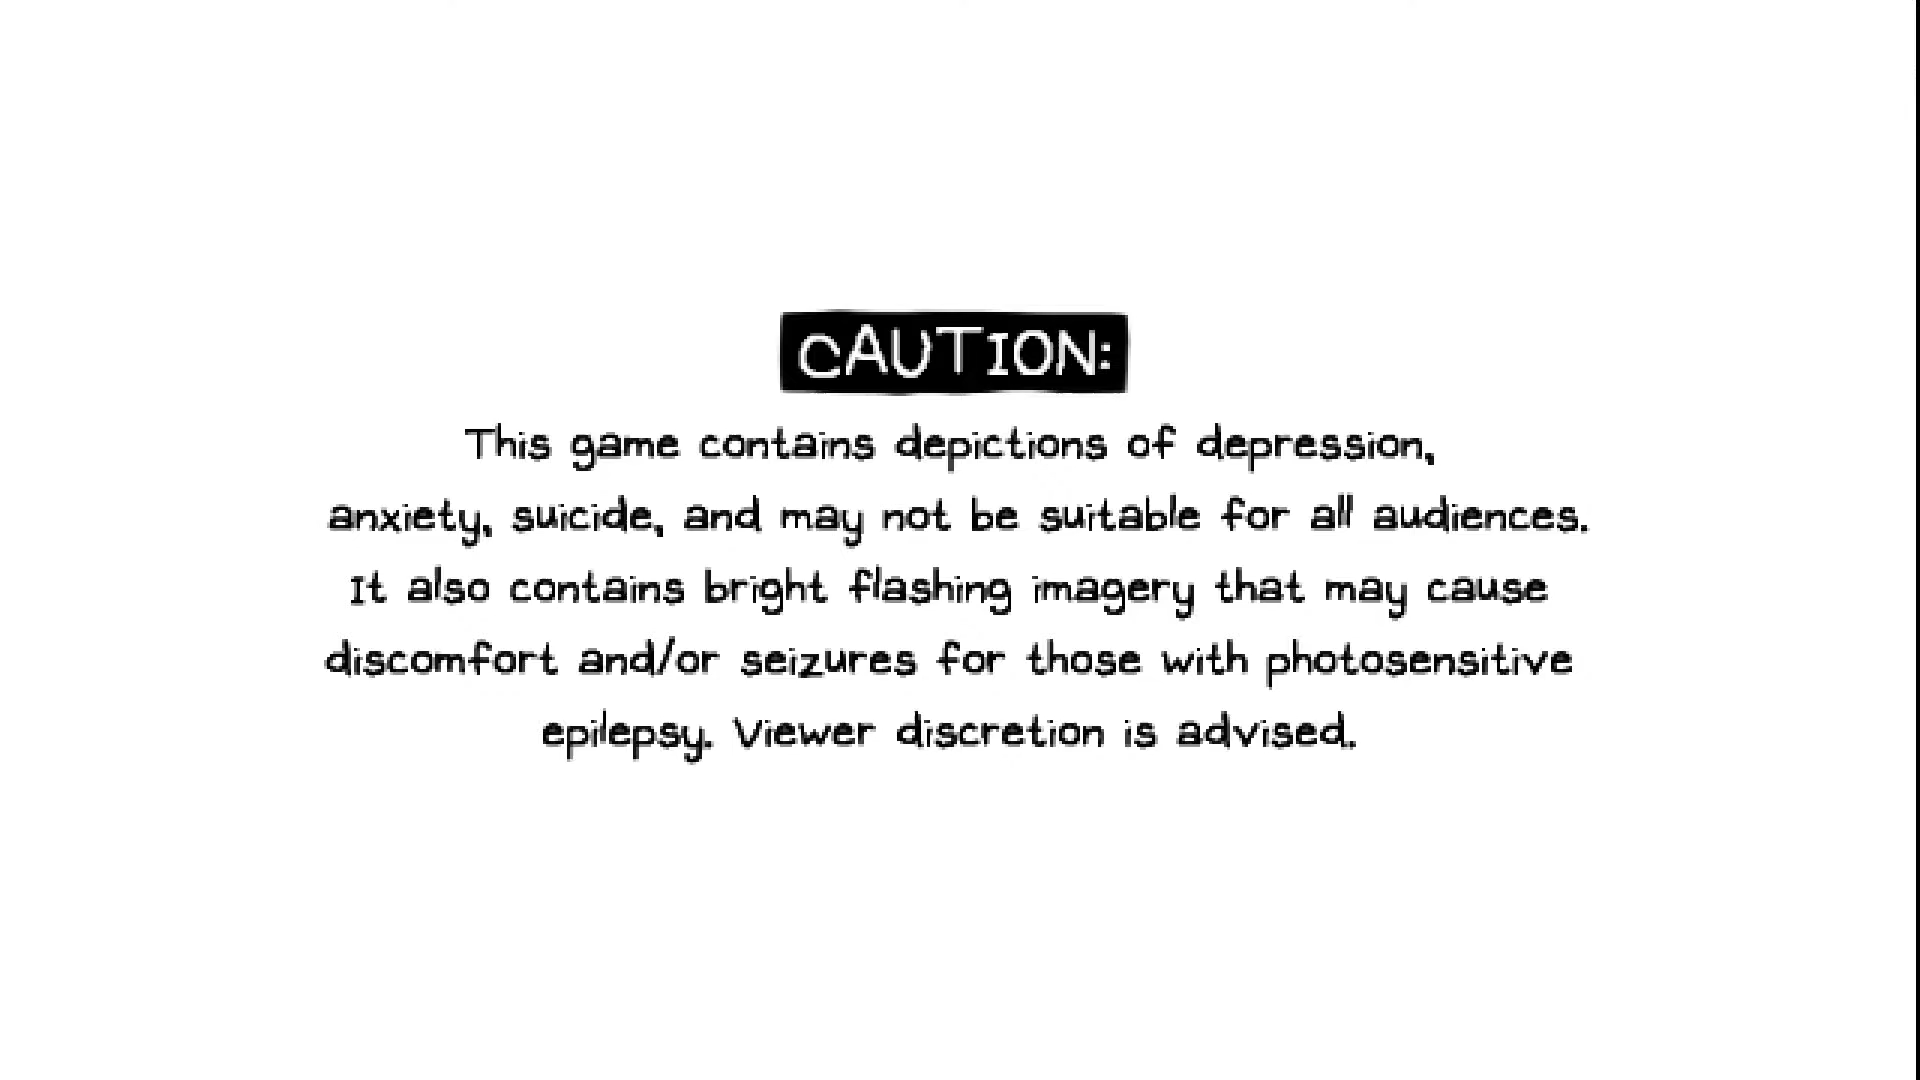 CAUTION:
This game contains depictions of depression,
anxiety, suicide, and may not be suitable for all audiences.
It also contains bright flashing imagery that may cause
discomfort and/or seizures for those with photosensitive
epilepsy. Viewer discretion is advised.